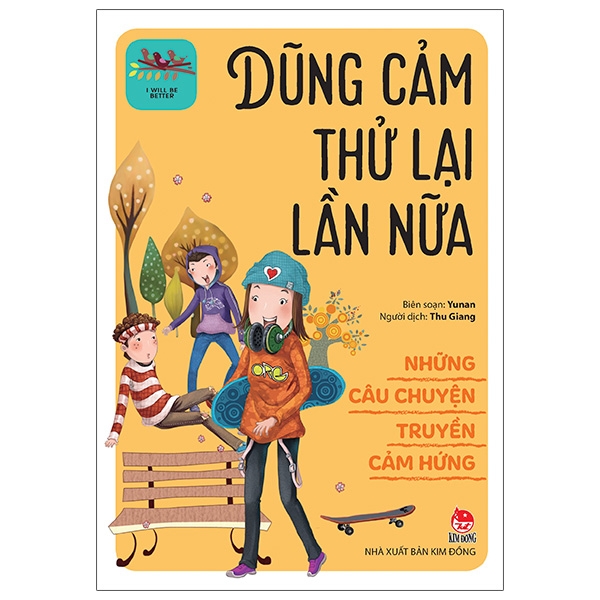 I WILL BE
BETTER
DŨNG CẢM
THỬ LẠI
LẦN NỮA
Biên soạn: Yunan
Người dịch: Thu Giang
NHỮNG
CÂU CHUYỆN
TRUYỀN
CẢM HỨNG
KIM ĐỒNG
NHÀ XUẤT BẢN KIM ĐỒNG